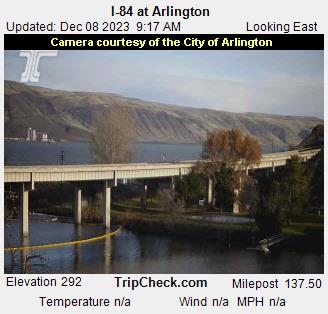 I-84 at Arlington
Updated: Dec 08 2023 9:17 AM Looking East
Camera courtesy of the City of Arlington
Elevation 292 TripCheck.com Milepost 137.50
Temperature n/a Wind n/a MPH n/a